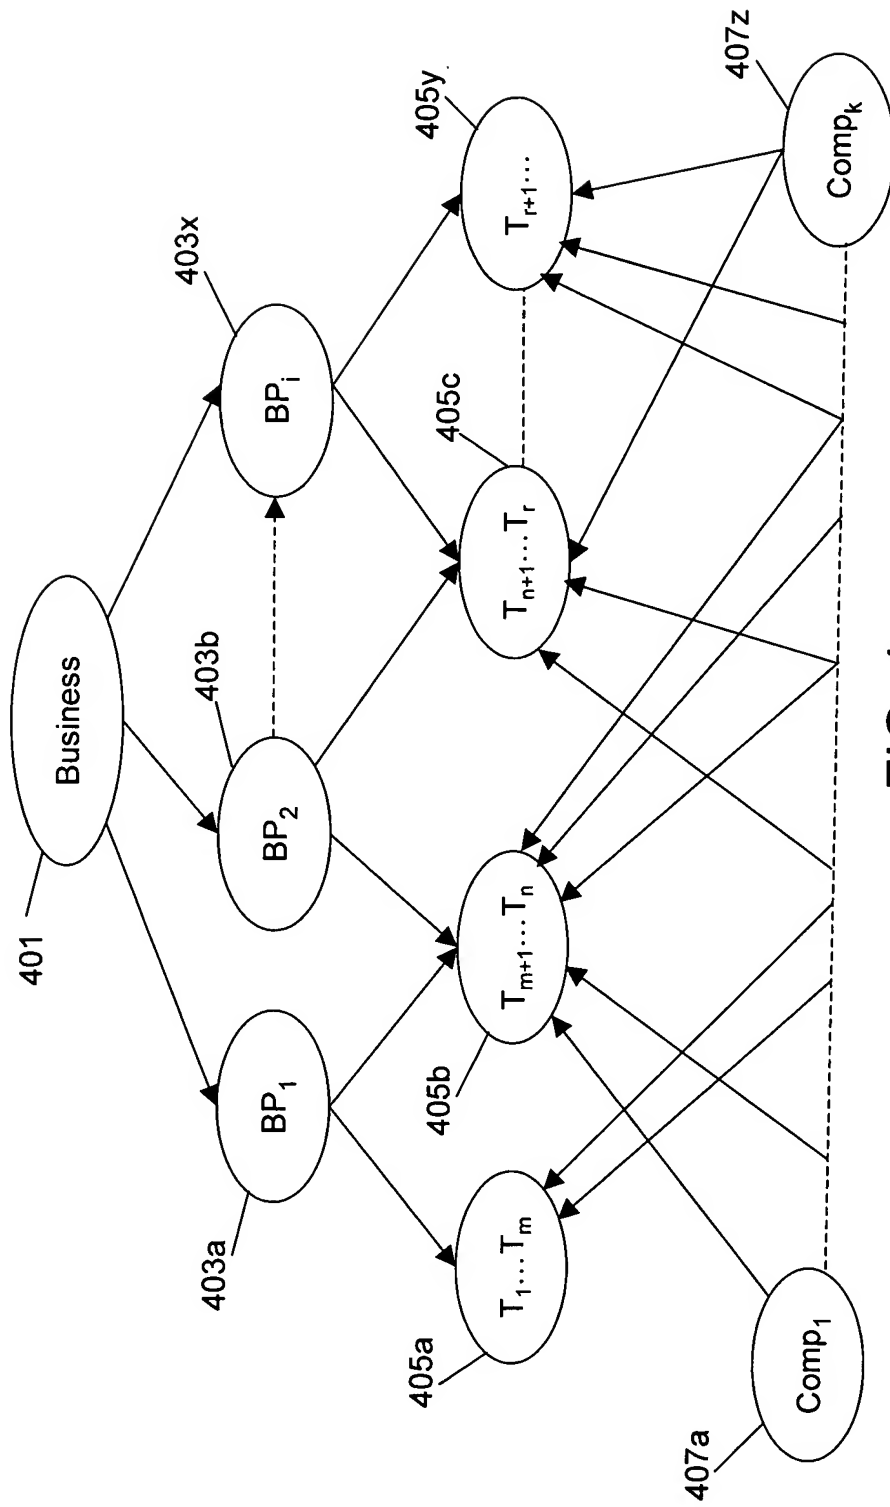 401
Business
403a
BP1
403b
BP2
403x
BPi
405a
T1...Tm
405b
Tm+1...Tn
405c
Tn+1...Tr
405y
Tr+1...
407a
Comp1
407z
Compk